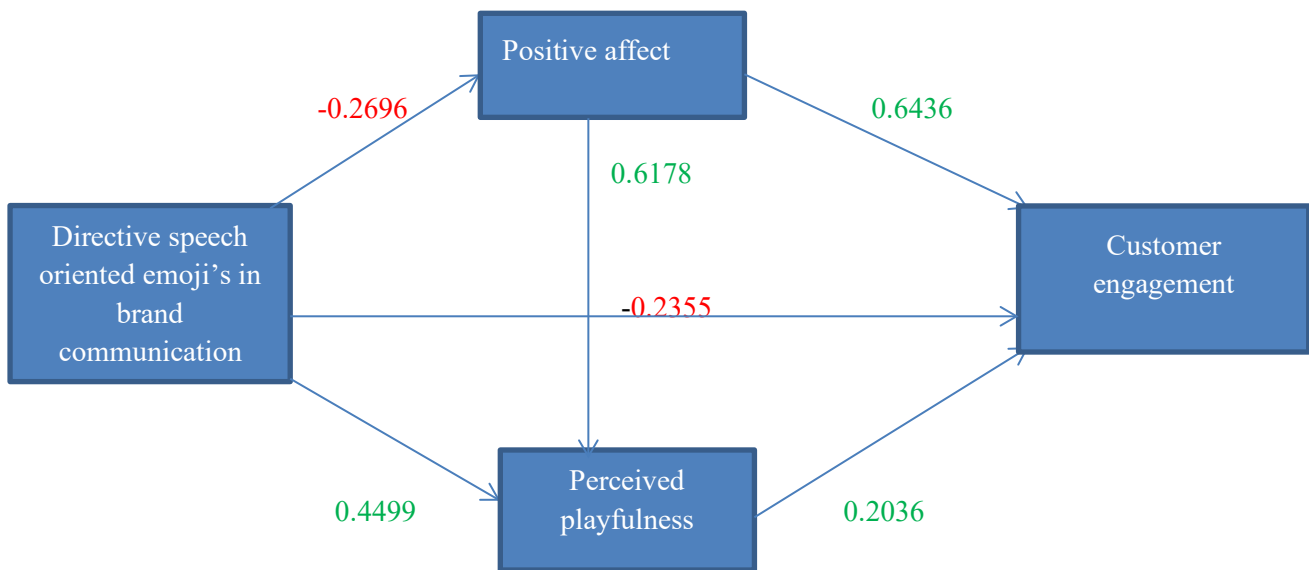 Positive affect
-0.2696
0.6436
0.6178
Directive speech
oriented emoji’s in
brand
communication
Customer
engagement
-0.2355
Perceived
playfulness
0.4499
0.2036